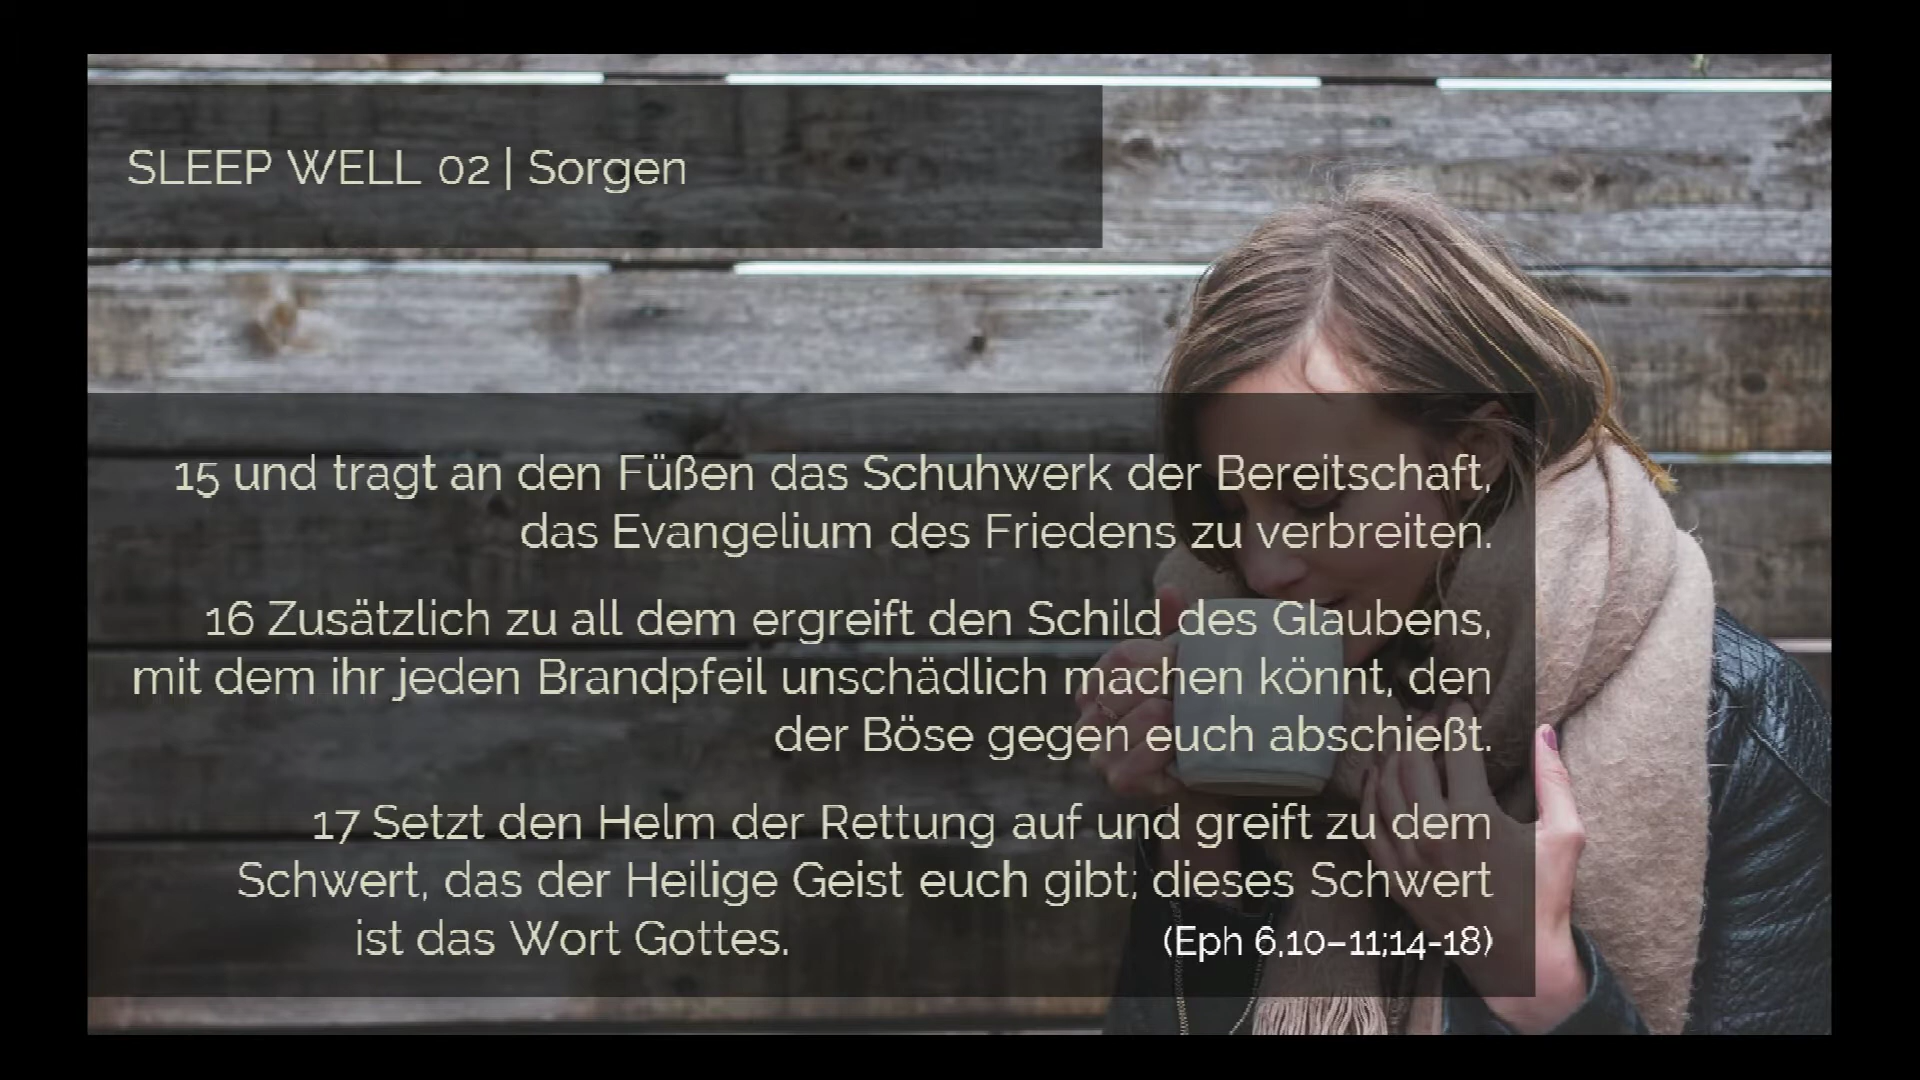 SLEEP WELL 02 | Sorgen
15 und tragt an den Füßen das Schuhwerk der Bereitschaft,
das Evangelium des Friedens zu verbreiten.
16 Zusätzlich zu all dem ergreift den Schild des Glaubens,
mit dem ihr jeden Brandpfeil unschädlich machen könnt, den
der Böse gegen euch abschießt.
17 Setzt den Helm der Rettung auf und greift zu dem
Schwert, das der Heilige Geist euch gibt; dieses Schwert
ist das Wort Gottes. (Eph 6,10–11;14-18)